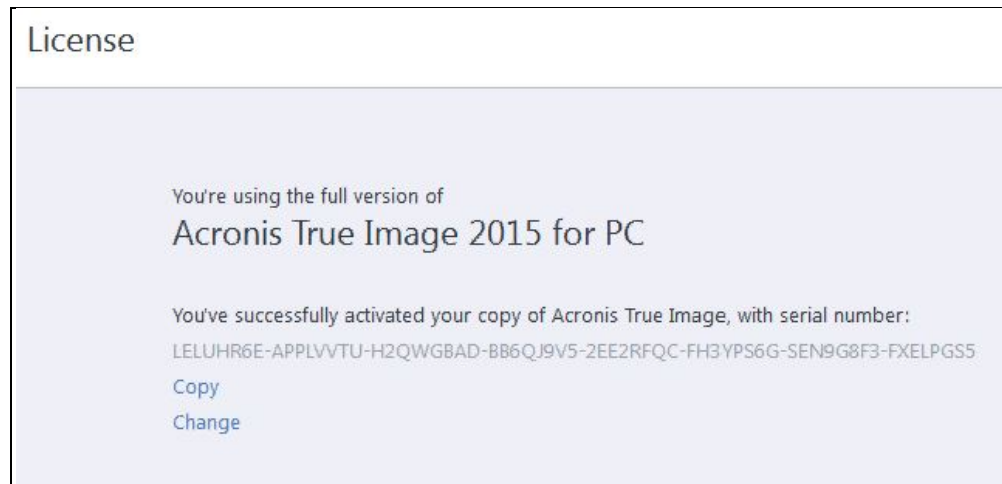 License
You're using the full version of
Acronis True Image 2015 for PC
You've successfully activated your copy of Acronis True Image, with serial number:
LELUHR6E-APPLVVTU-H2QWGBAD-BB6QJ9V5-2EE2RFQC-FH3YPS6G-SEN9G8F3-FXELPGS5
Copy
Change